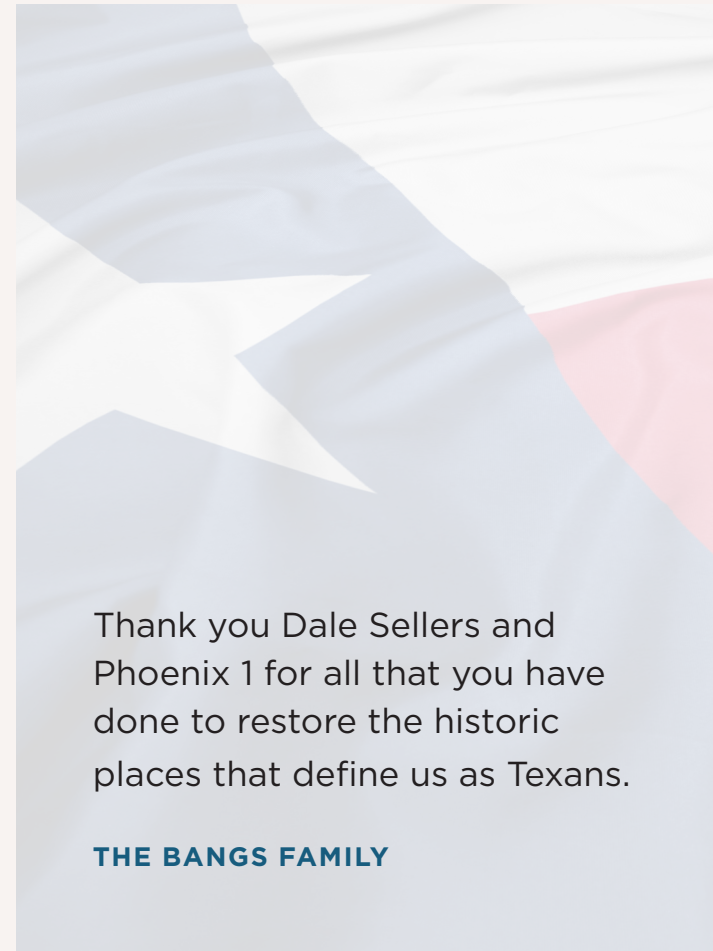 Thank you Dale Sellers and
Phoenix 1 for all that you have
done to restore the historic
places that define us as Texans.
THE BANGS FAMILY